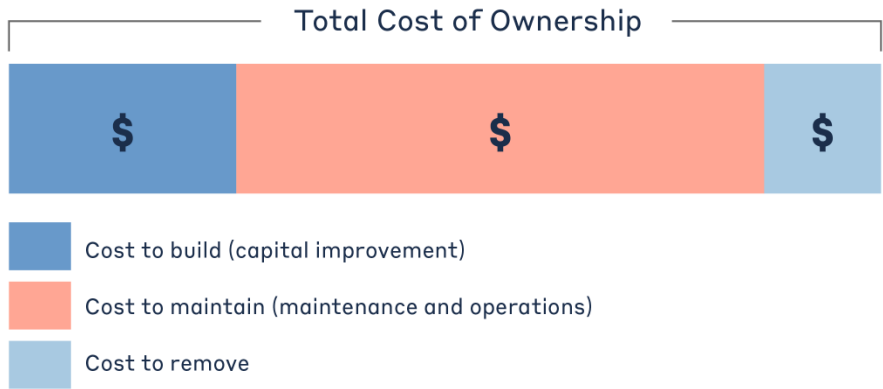 Total Cost of Ownership
$ $ $
Cost to build (capital improvement)
Cost to maintain (maintenance and operations)
Cost to remove